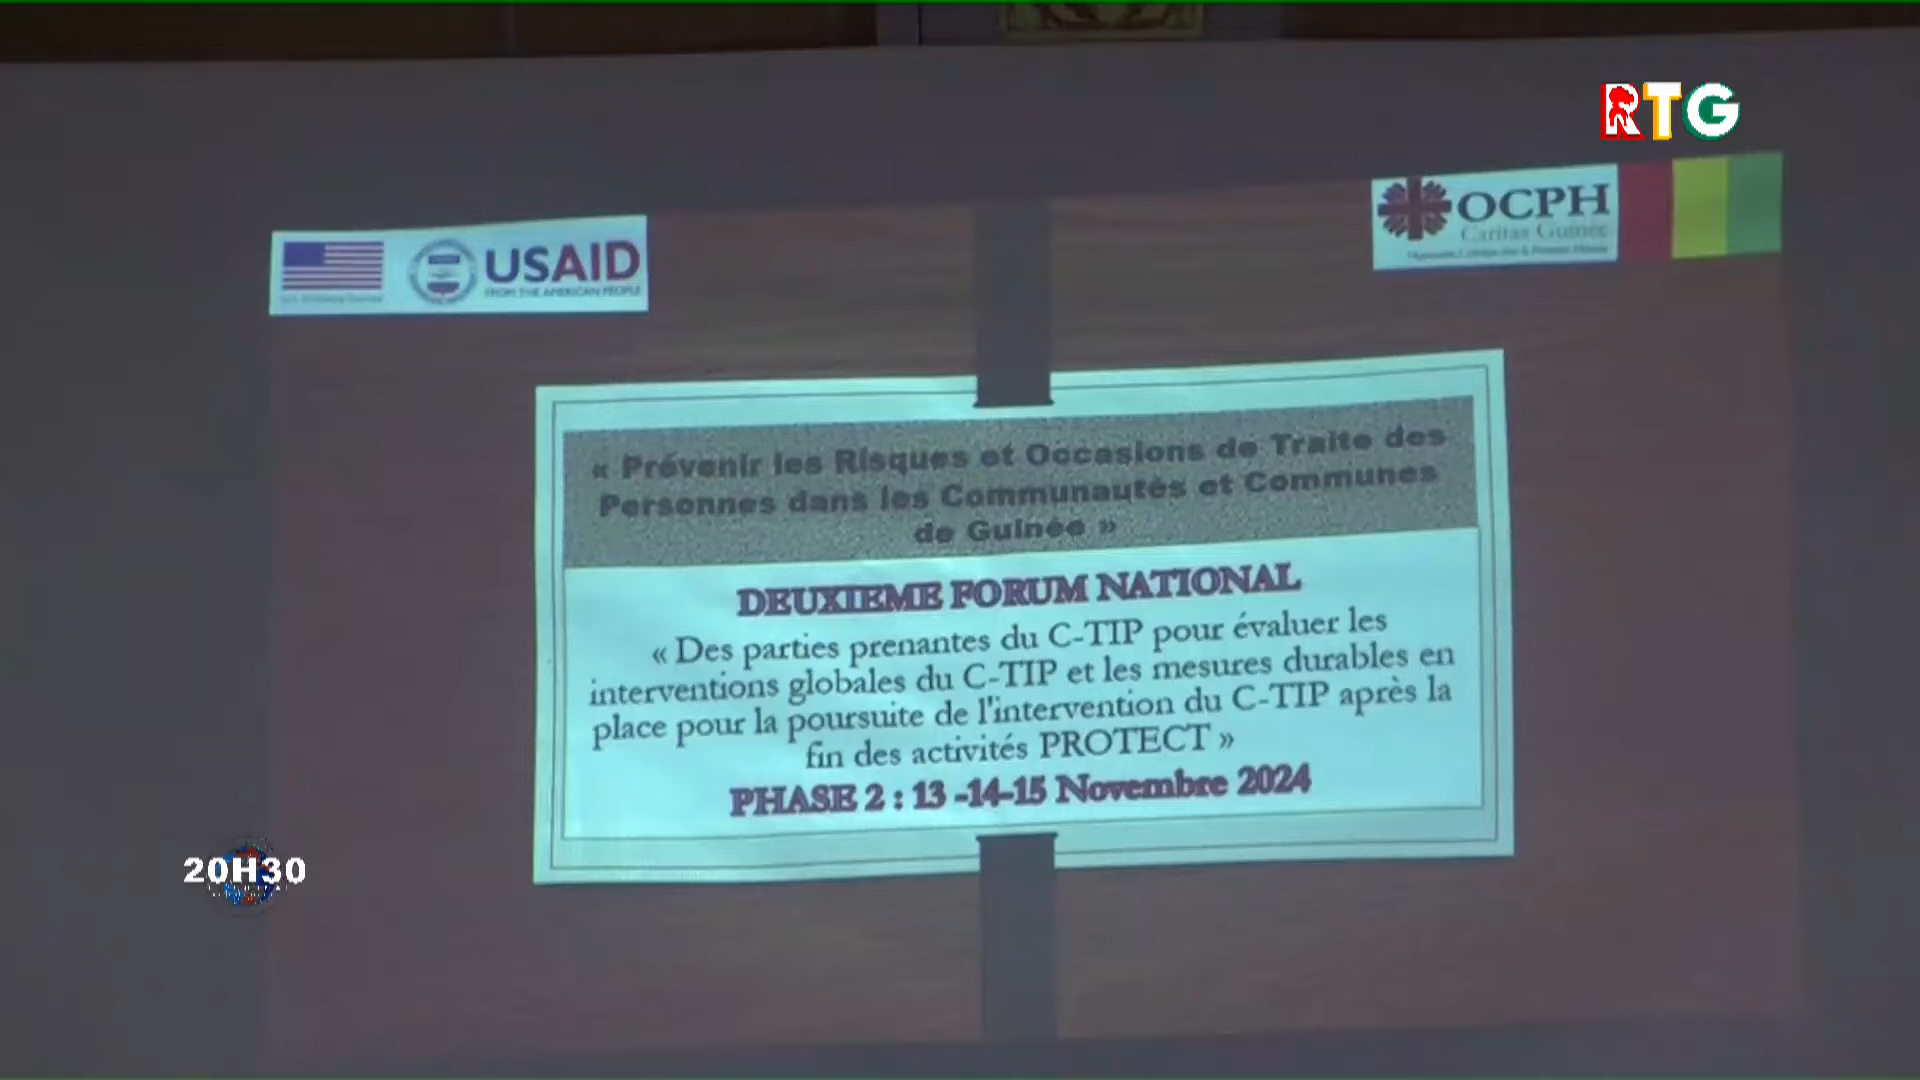 RTG
USAID
FROM THE AMERICAN PEOPLE
OCPH
Caritas Guinée
« Prévenir les Risques et Occasions de Traite des
Personnes dans les Communautés et Communes
de Guinée »
DEUXIEME FORUM NATIONAL
« Des parties prenantes du C-TIP pour évaluer les
interventions globales du C-TIP et les mesures durables en
place pour la poursuite de l'intervention du C-TIP après la
fin des activités PROTECT »
PHASE 2 : 13 -14-15 Novembre 2024
20H30